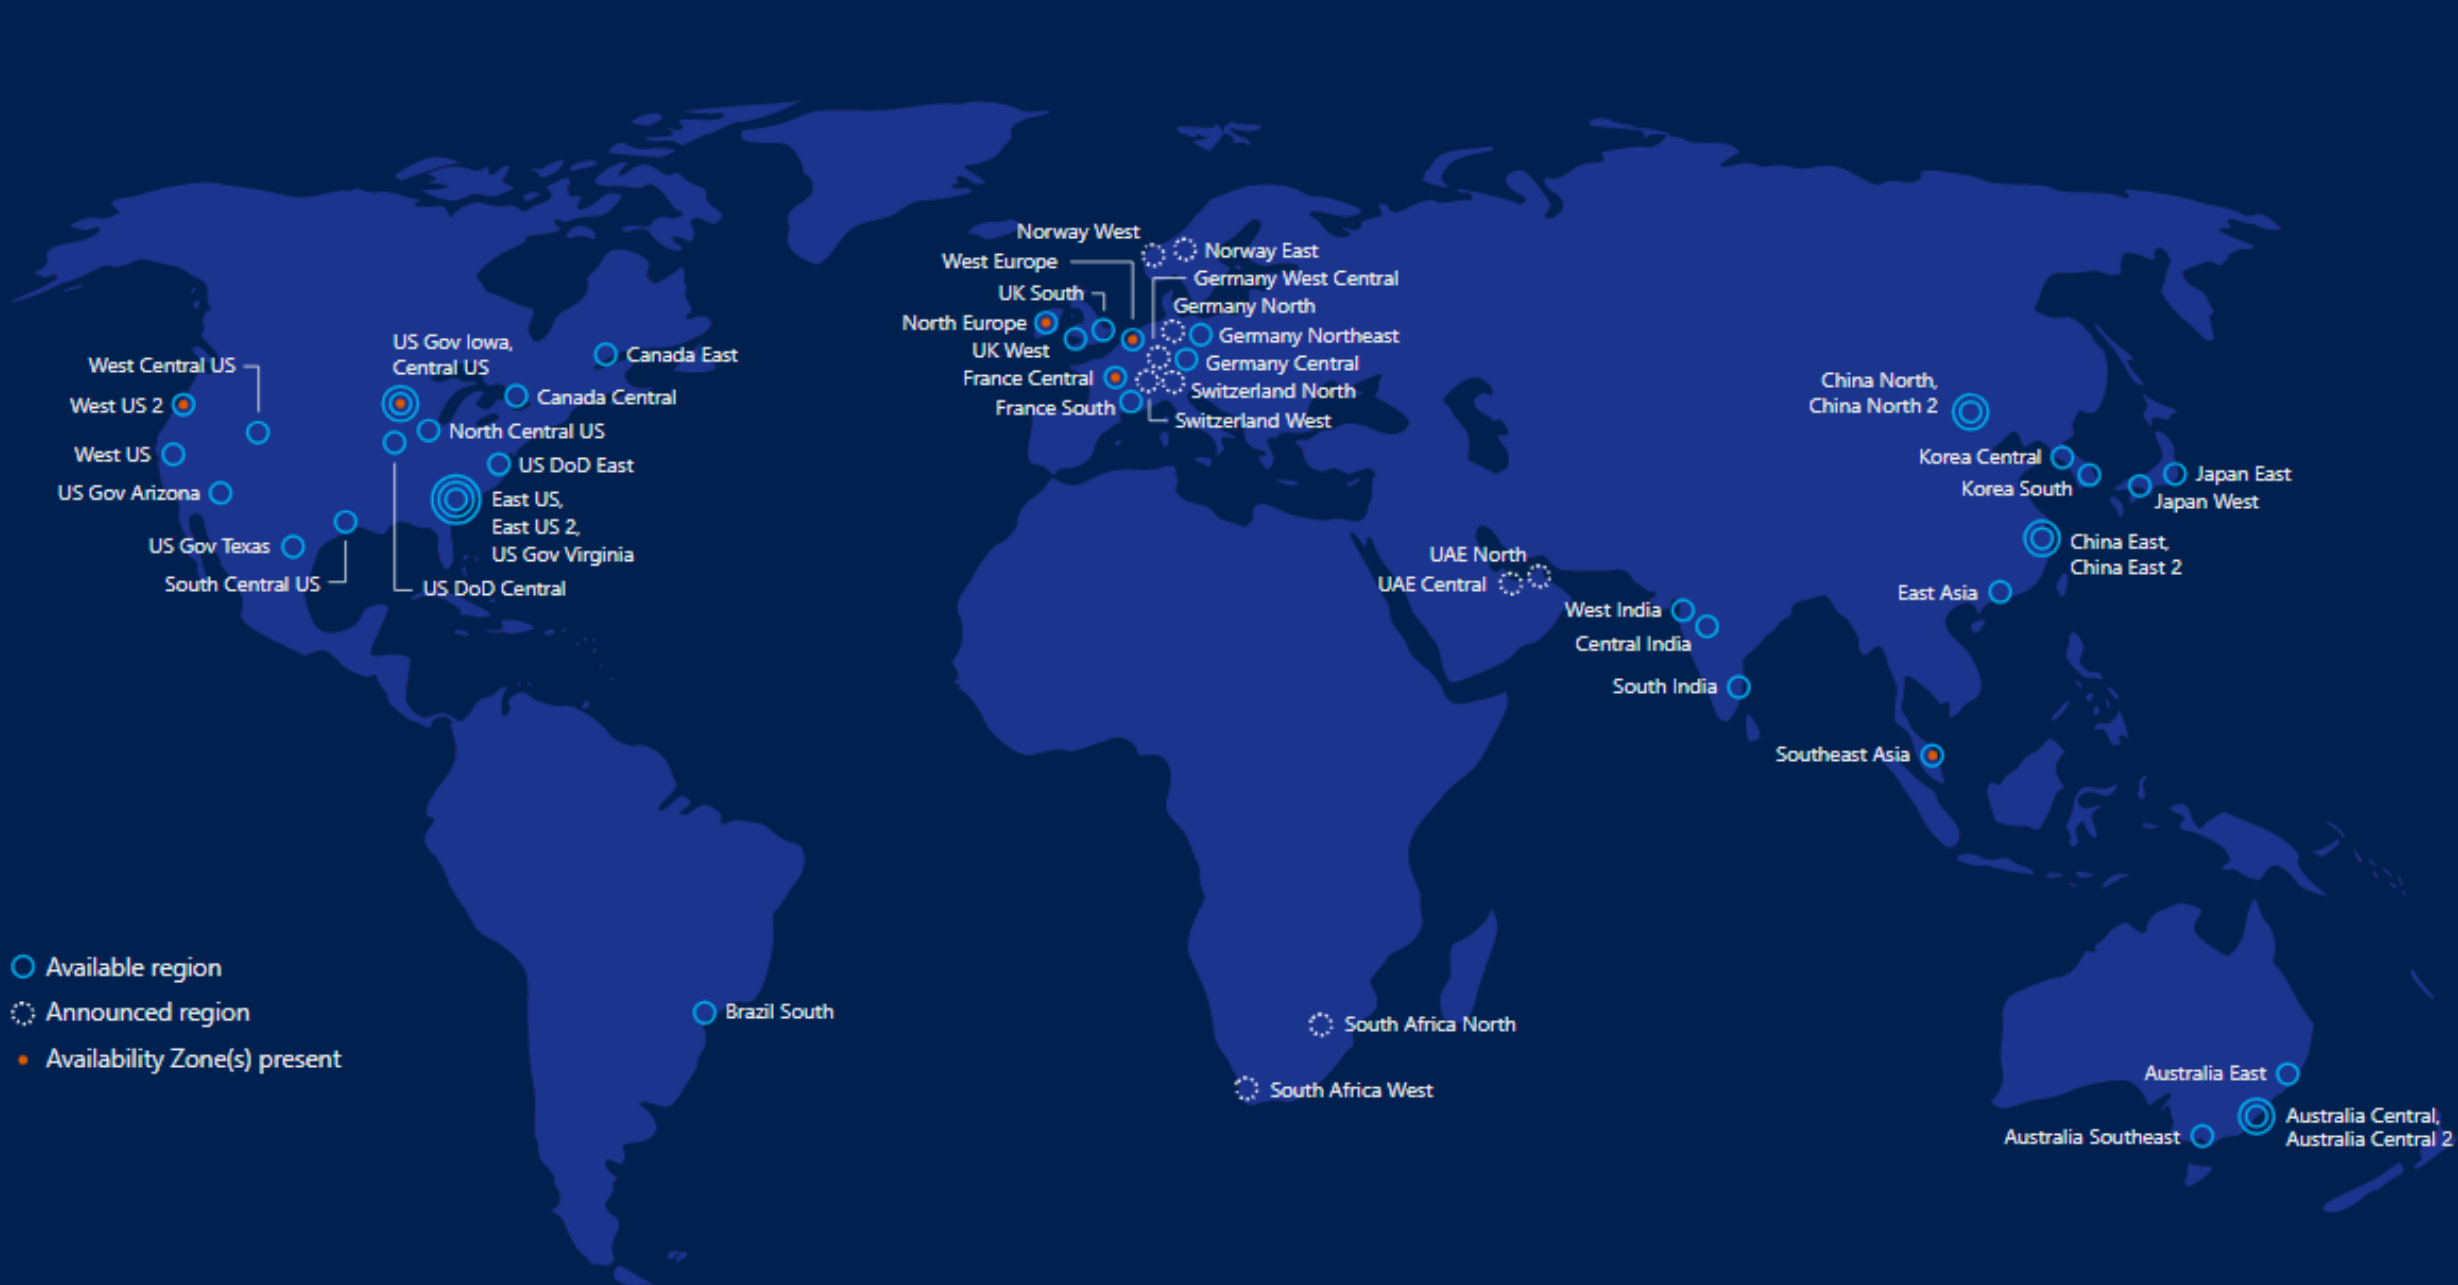 West Central US
West US 2
West US
US Gov Arizona
US Gov Texas
South Central US
US Gov Iowa,
Central US
North Central US
US DoD East
East US,
East US 2,
US Gov Virginia
US DoD Central
Canada East
Canada Central
Brazil South
Norway West
Norway East
West Europe
Germany West Central
UK South
Germany North
North Europe
Germany Northeast
UK West
Germany Central
France Central
Switzerland North
France South
Switzerland West
UAE North
UAE Central
South Africa North
South Africa West
West India
Central India
South India
China North,
China North 2
Korea Central
Korea South
Japan East
Japan West
China East,
China East 2
East Asia
Southeast Asia
Australia East
Australia Central,
Australia Central 2
Australia Southeast
Available region
Announced region
Availability Zone(s) present